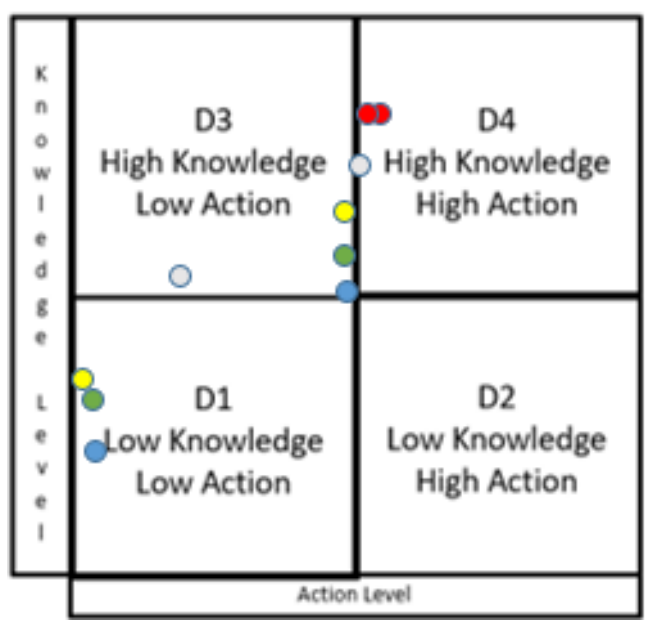 Knowledge Level
D3
High Knowledge
Low Action
D4
High Knowledge
High Action
D1
Low Knowledge
Low Action
D2
Low Knowledge
High Action
Action Level